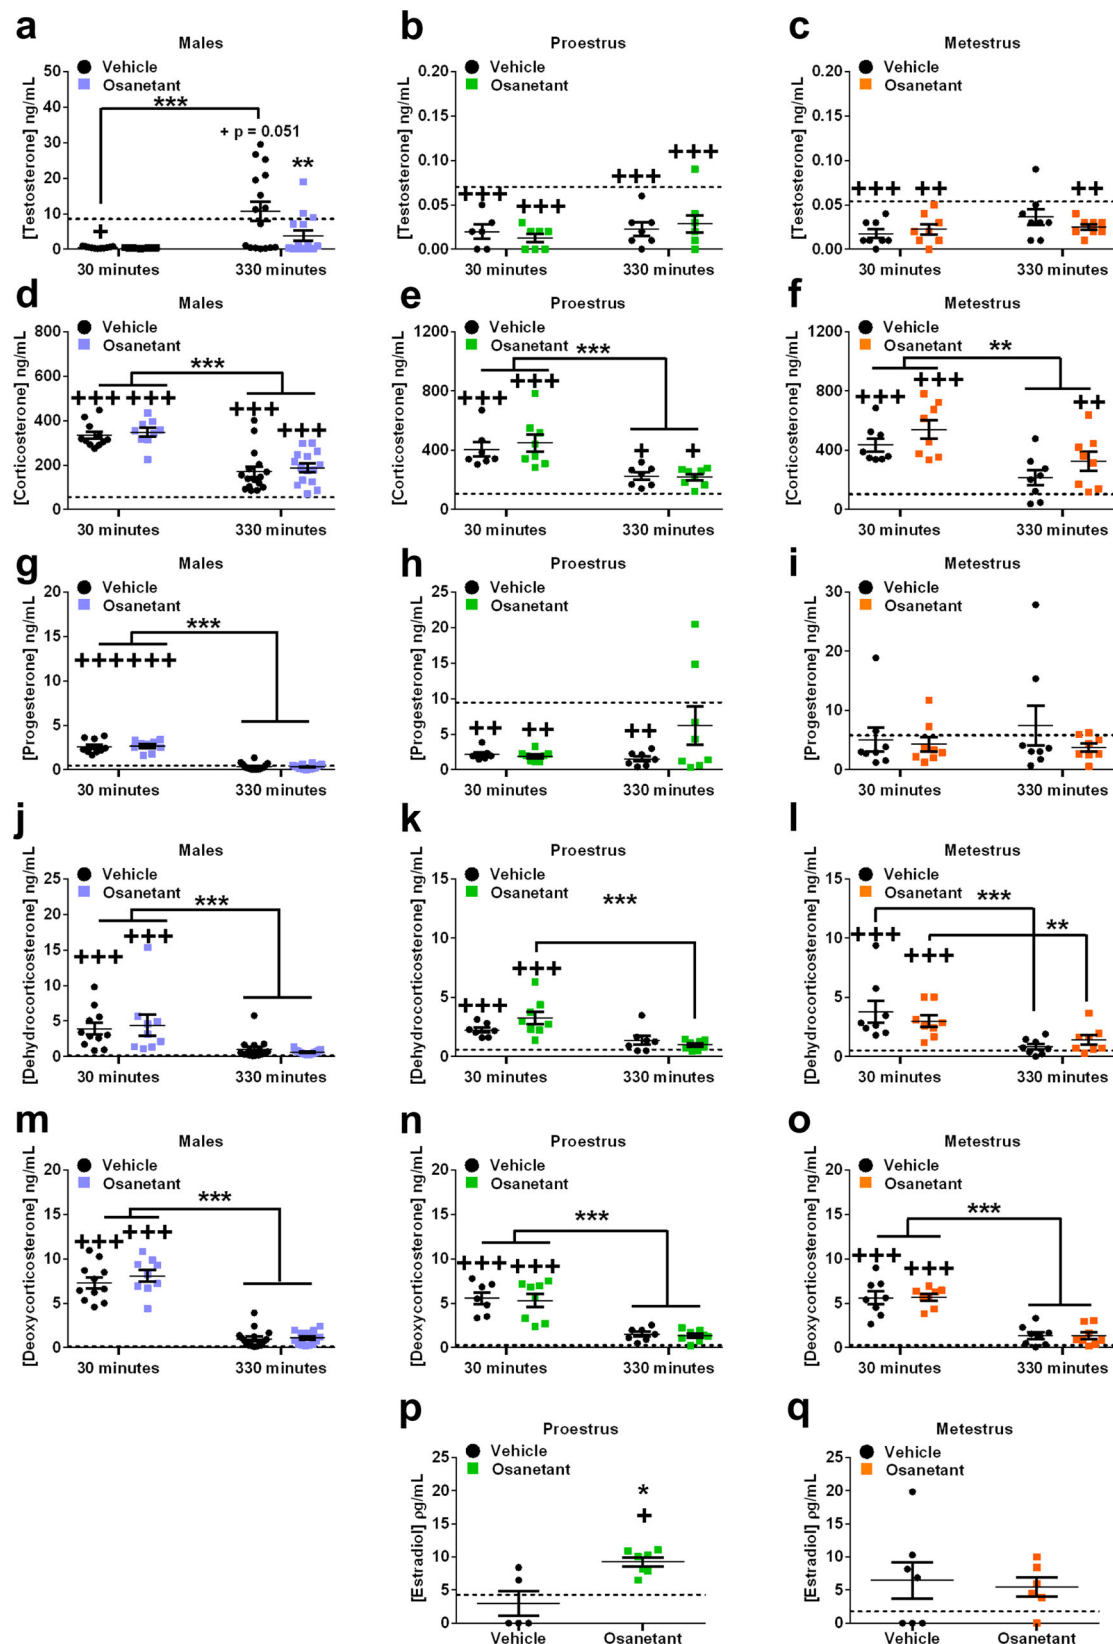 a
Males
[Testosterone] ng/mL
50
40
30
20
10
0
Vehicle
Osanetant
***
+ p = 0.051
**
+
30 minutes
330 minutes
b
Proestrus
[Testosterone] ng/mL
0.20
0.15
0.10
0.05
0.00
Vehicle
Osanetant
+++
+++
+++
+++
30 minutes
330 minutes
c
Metestrus
[Testosterone] ng/mL
0.20
0.15
0.10
0.05
0.00
Vehicle
Osanetant
+++
++
++
30 minutes
330 minutes
d
Males
[Corticosterone] ng/mL
800
600
400
200
0
Vehicle
Osanetant
***
+++
+++
+++
+++
30 minutes
330 minutes
e
Proestrus
[Corticosterone] ng/mL
1200
800
400
0
Vehicle
Osanetant
***
+++
+++
+
+
30 minutes
330 minutes
f
Metestrus
[Corticosterone] ng/mL
1200
800
400
0
Vehicle
Osanetant
**
+++
+++
++
30 minutes
330 minutes
g
Males
[Progesterone] ng/mL
20
15
10
5
0
Vehicle
Osanetant
***
+++
+++
30 minutes
330 minutes
h
Proestrus
[Progesterone] ng/mL
25
20
15
10
5
0
Vehicle
Osanetant
++
++
++
30 minutes
330 minutes
i
Metestrus
[Progesterone] ng/mL
30
20
10
0
Vehicle
Osanetant
30 minutes
330 minutes
j
Males
[Dehydrocorticosterone] ng/mL
25
20
15
10
5
0
Vehicle
Osanetant
***
+++
+++
30 minutes
330 minutes
k
Proestrus
[Dehydrocorticosterone] ng/mL
15
10
5
0
Vehicle
Osanetant
***
+++
+++
30 minutes
330 minutes
l
Metestrus
[Dehydrocorticosterone] ng/mL
15
10
5
0
Vehicle
Osanetant
***
**
+++
+++
30 minutes
330 minutes
m
Males
[Deoxycorticosterone] ng/mL
20
15
10
5
0
Vehicle
Osanetant
***
+++
+++
30 minutes
330 minutes
n
Proestrus
[Deoxycorticosterone] ng/mL
20
15
10
5
0
Vehicle
Osanetant
***
+++
+++
30 minutes
330 minutes
o
Metestrus
[Deoxycorticosterone] ng/mL
20
15
10
5
0
Vehicle
Osanetant
***
+++
+++
30 minutes
330 minutes
p
Proestrus
[Estradiol] ρg/mL
25
20
15
10
5
0
Vehicle
Osanetant
*
+
Vehicle
Osanetant
q
Metestrus
[Estradiol] ρg/mL
25
20
15
10
5
0
Vehicle
Osanetant
Vehicle
Osanetant